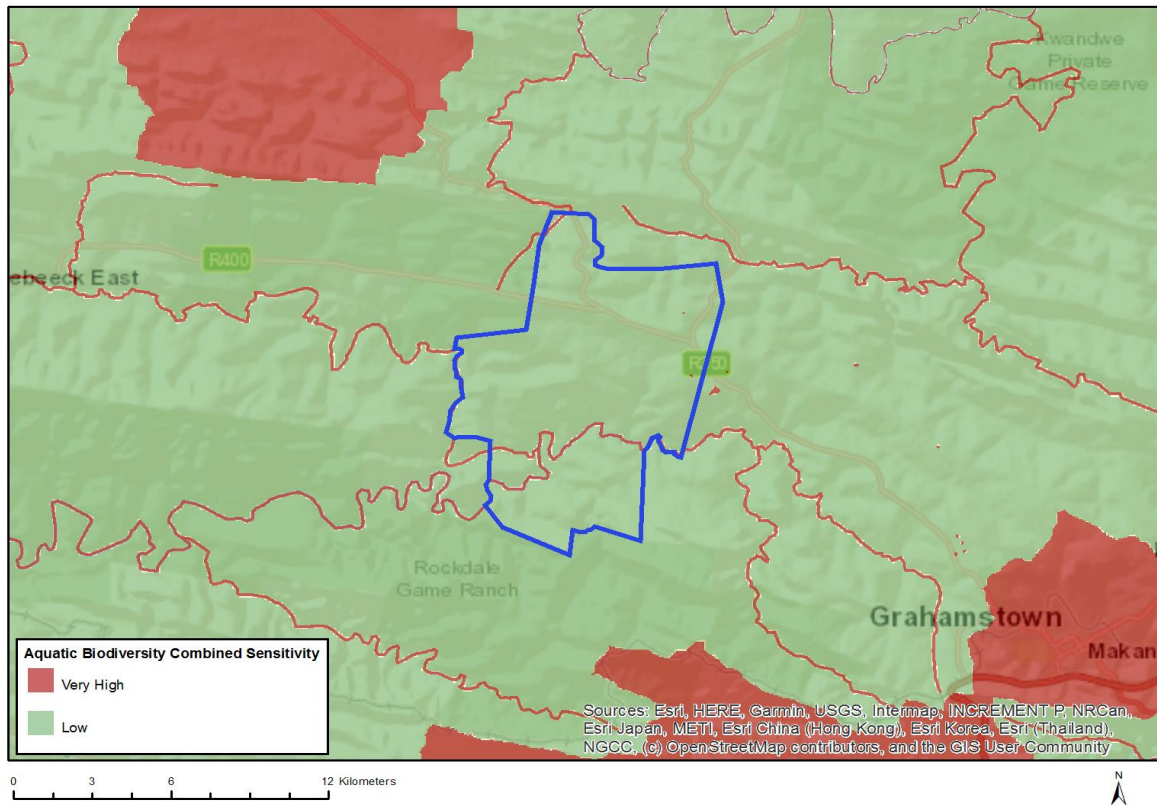 Kwandwe
Private
Game Reserve
R400
ebeeck East
R350
Rockdale
Game Ranch
Grahamstown
Makan
Aquatic Biodiversity Combined Sensitivity
Very High
Low
Sources: Esri, HERE, Garmin, USGS, Intermap, INCREMENT P, NRCan,
Esri Japan, METI, Esri China (Hong Kong), Esri Korea, Esri (Thailand),
NGCC, (c) OpenStreetMap contributors, and the GIS User Community
0 3 6 12 Kilometers
N